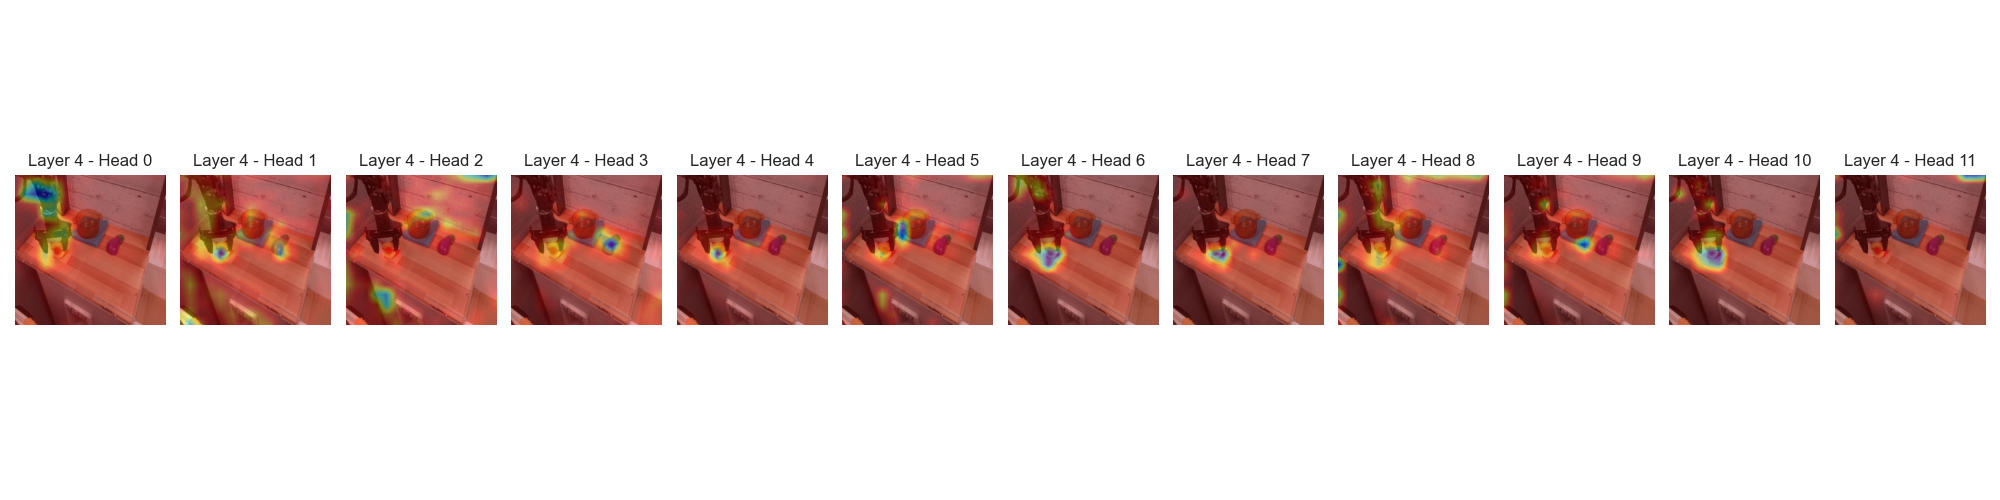 Layer 4 - Head 0
Layer 4 - Head 1
Layer 4 - Head 2
Layer 4 - Head 3
Layer 4 - Head 4
Layer 4 - Head 5
Layer 4 - Head 6
Layer 4 - Head 7
Layer 4 - Head 8
Layer 4 - Head 9
Layer 4 - Head 10
Layer 4 - Head 11